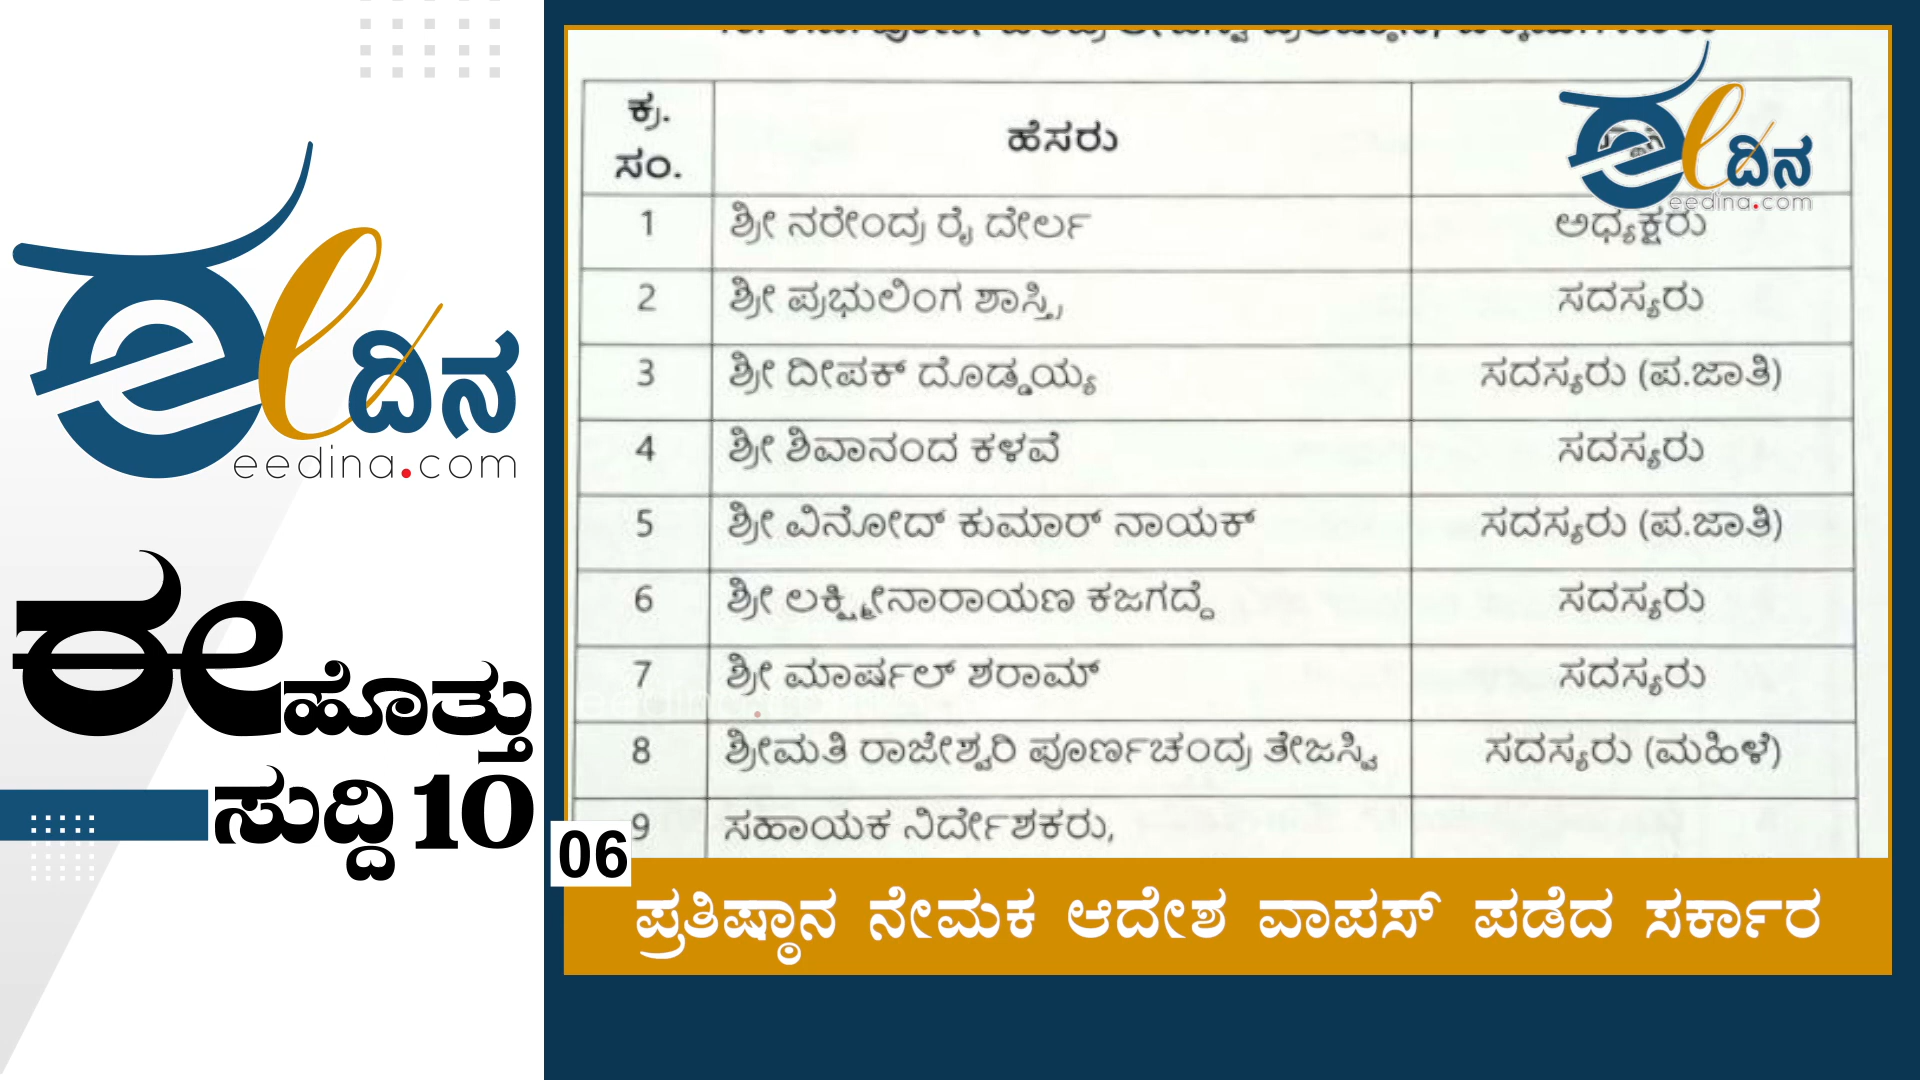 ಈ ದಿನ
eedina.com
ಈ ಹೊತ್ತು
ಸುದ್ದಿ 10
ಕ್ರ. ಸಂ. ಹೆಸರು
1 ಶ್ರೀ ನರೇಂದ್ರ ರೈ ದೇರ್ಲ ಅಧ್ಯಕ್ಷರು
2 ಶ್ರೀ ಪ್ರಭುಲಿಂಗ ಶಾಸ್ತ್ರಿ ಸದಸ್ಯರು
3 ಶ್ರೀ ದೀಪಕ್ ದೊಡ್ಡಯ್ಯ ಸದಸ್ಯರು (ಪ.ಜಾತಿ)
4 ಶ್ರೀ ಶಿವಾನಂದ ಕಳವೆ ಸದಸ್ಯರು
5 ಶ್ರೀ ವಿನೋದ್ ಕುಮಾರ್ ನಾಯಕ್ ಸದಸ್ಯರು (ಪ.ಜಾತಿ)
6 ಶ್ರೀ ಲಕ್ಷ್ಮೀನಾರಾಯಣ ಕಜಗದ್ದೆ ಸದಸ್ಯರು
7 ಶ್ರೀ ಮಾರ್ಷಲ್ ಶರಾಮ್ ಸದಸ್ಯರು
8 ಶ್ರೀಮತಿ ರಾಜೇಶ್ವರಿ ಪೂರ್ಣಚಂದ್ರ ತೇಜಸ್ವಿ ಸದಸ್ಯರು (ಮಹಿಳೆ)
9 ಸಹಾಯಕ ನಿರ್ದೇಶಕರು,
ಈ ದಿನ
eedina.com
06
ಪ್ರತಿಷ್ಠಾನ ನೇಮಕ ಆದೇಶ ವಾಪಸ್ ಪಡೆದ ಸರ್ಕಾರ